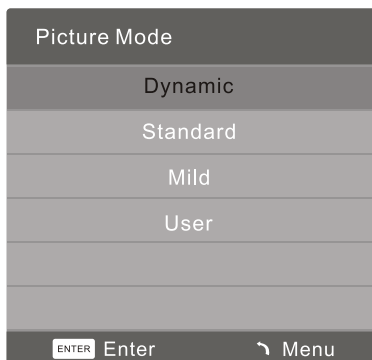 Picture Mode
Dynamic
Standard
Mild
User
ENTER Enter Menu